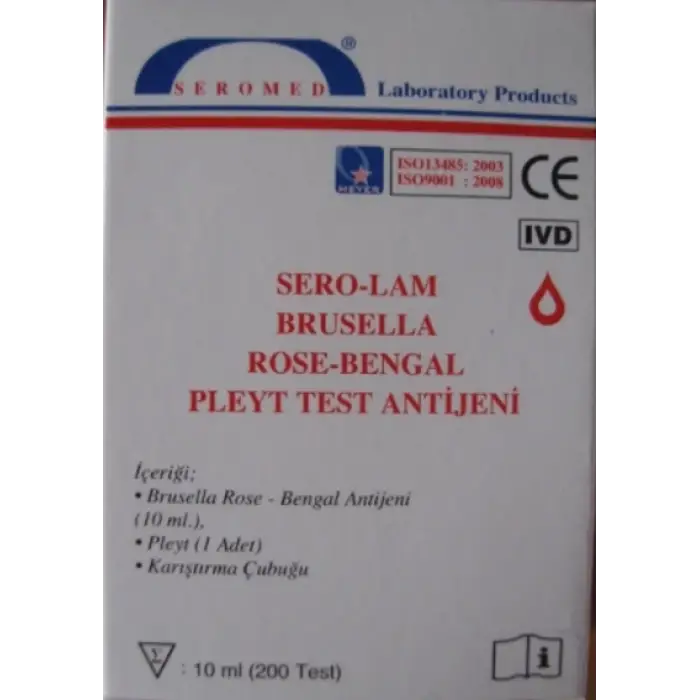 SEROMED ®
Laboratory Products
MEYER
ISO13485: 2003
ISO9001 : 2008
CE
IVD
SERO-LAM
BRUSELLA
ROSE-BENGAL
PLEYT TEST ANTİJENİ
İçeriği;
• Brusella Rose - Bengal Antijeni
(10 ml.),
• Pleyt (1 Adet)
• Karıştırma Çubuğu
Σ : 10 ml (200 Test)
i